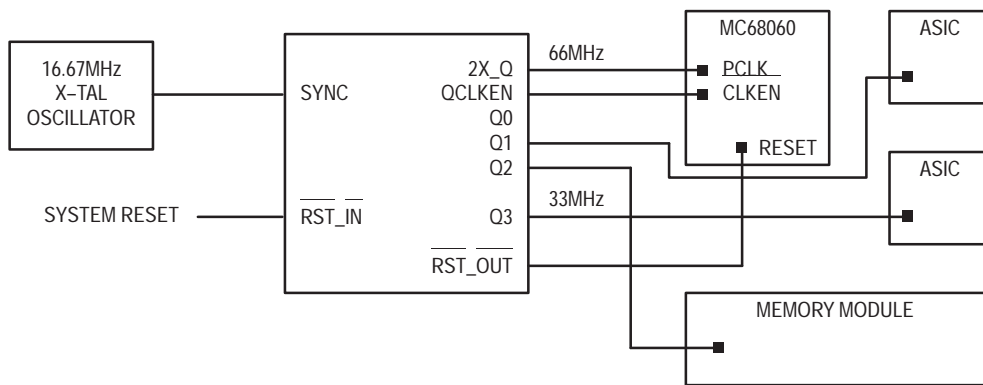 16.67MHz
X–TAL
OSCILLATOR
SYSTEM RESET
SYNC
RST_IN
2X_Q
QCLKEN
Q0
Q1
Q2
Q3
RST_OUT
66MHz
33MHz
MC68060
PCLK
CLKEN
RESET
ASIC
ASIC
MEMORY MODULE